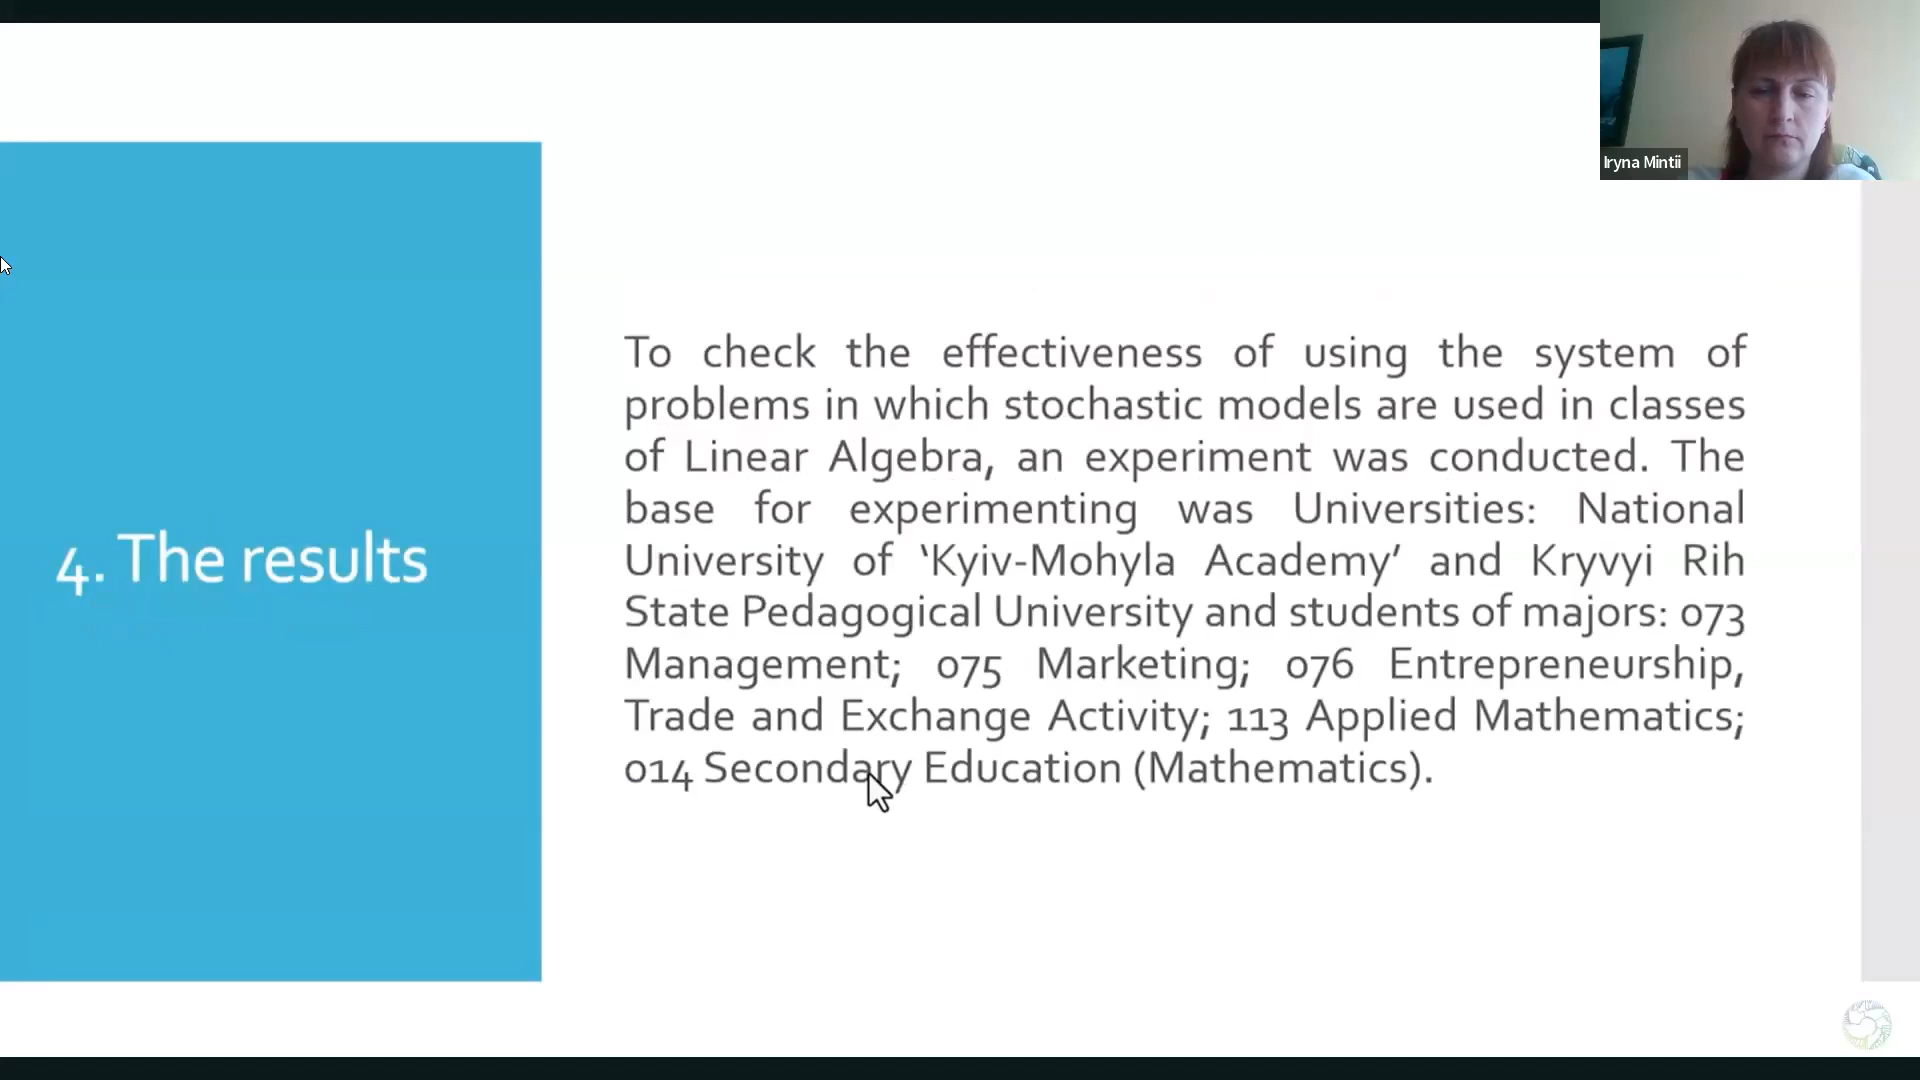 Iryna Mintii
4. The results
To check the effectiveness of using the system of
problems in which stochastic models are used in classes
of Linear Algebra, an experiment was conducted. The
base for experimenting was Universities: National
University of ‘Kyiv-Mohyla Academy’ and Kryvyi Rih
State Pedagogical University and students of majors: 073
Management; 075 Marketing; 076 Entrepreneurship,
Trade and Exchange Activity; 113 Applied Mathematics;
014 Secondary Education (Mathematics).